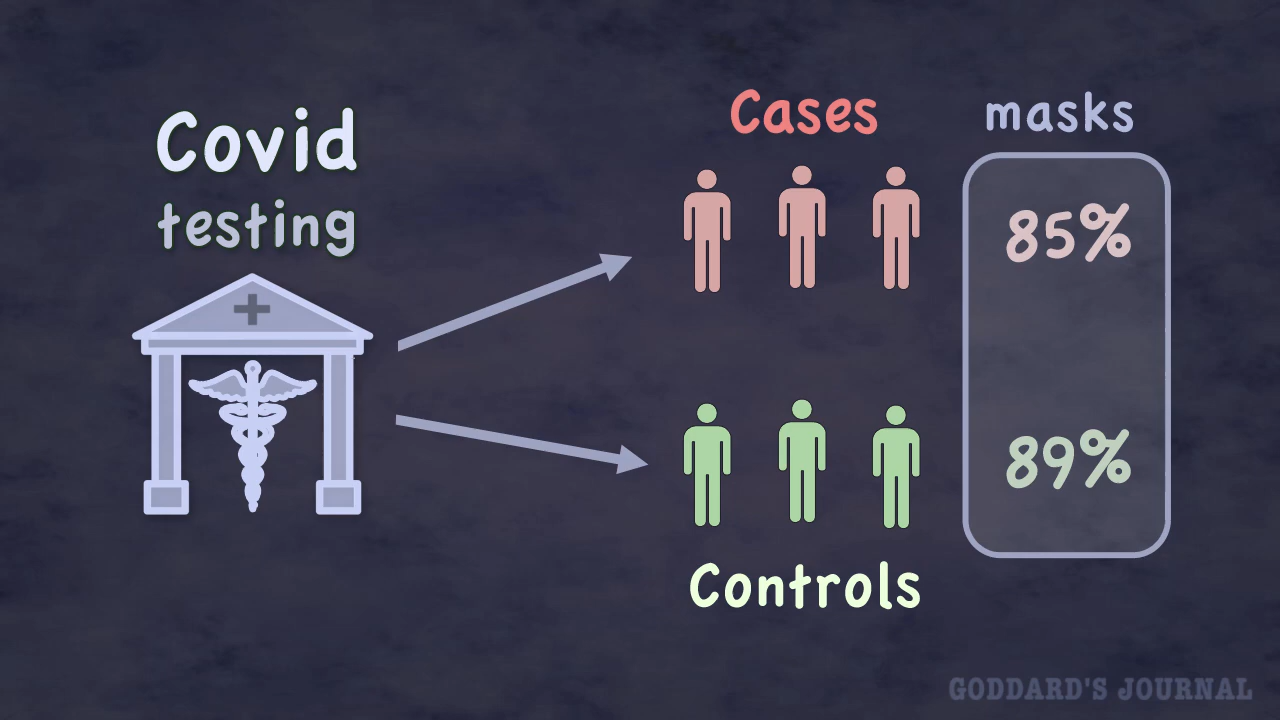 Covid
testing
Cases
masks
85%
89%
Controls
GODDARD'S JOURNAL